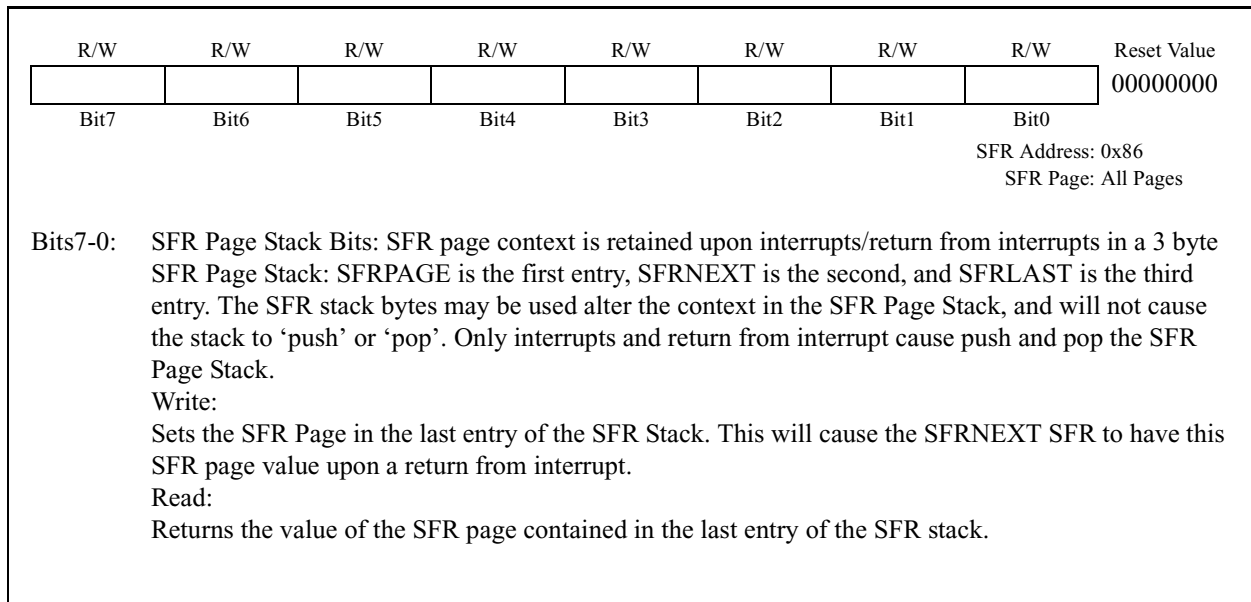 R/W R/W R/W R/W R/W R/W R/W R/W Reset Value
00000000
Bit7 Bit6 Bit5 Bit4 Bit3 Bit2 Bit1 Bit0
SFR Address: 0x86
SFR Page: All Pages
Bits7-0: SFR Page Stack Bits: SFR page context is retained upon interrupts/return from interrupts in a 3 byte
SFR Page Stack: SFRPAGE is the first entry, SFRNEXT is the second, and SFRLAST is the third
entry. The SFR stack bytes may be used alter the context in the SFR Page Stack, and will not cause
the stack to ‘push’ or ‘pop’. Only interrupts and return from interrupt cause push and pop the SFR
Page Stack.
Write:
Sets the SFR Page in the last entry of the SFR Stack. This will cause the SFRNEXT SFR to have this
SFR page value upon a return from interrupt.
Read:
Returns the value of the SFR page contained in the last entry of the SFR stack.